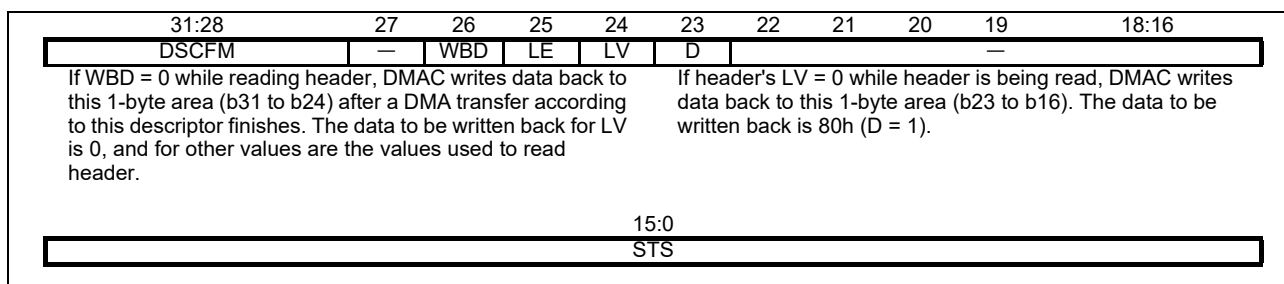 31:28 27 26 25 24 23 22 21 20 19 18:16
DSCFM — WBD LE LV D —
If WBD = 0 while reading header, DMAC writes data back to
this 1-byte area (b31 to b24) after a DMA transfer according
to this descriptor finishes. The data to be written back for LV
is 0, and for other values are the values used to read
header.
If header's LV = 0 while header is being read, DMAC writes
data back to this 1-byte area (b23 to b16). The data to be
written back is 80h (D = 1).
15:0
STS